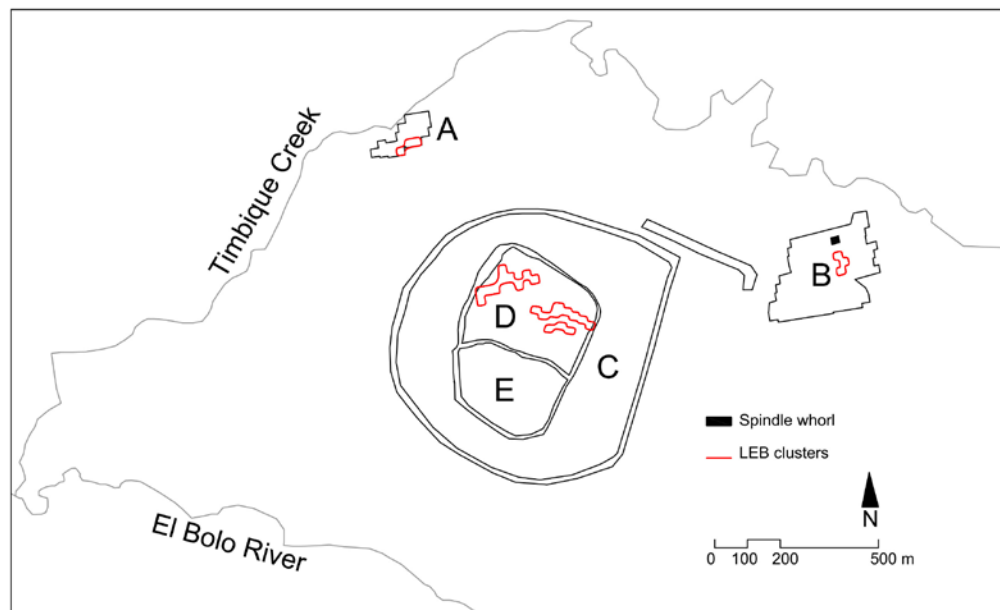 Timbique Creek
A
B
D
C
E
Spindle whorl
LEB clusters
N
0 100 200 500 m
El Bolo River